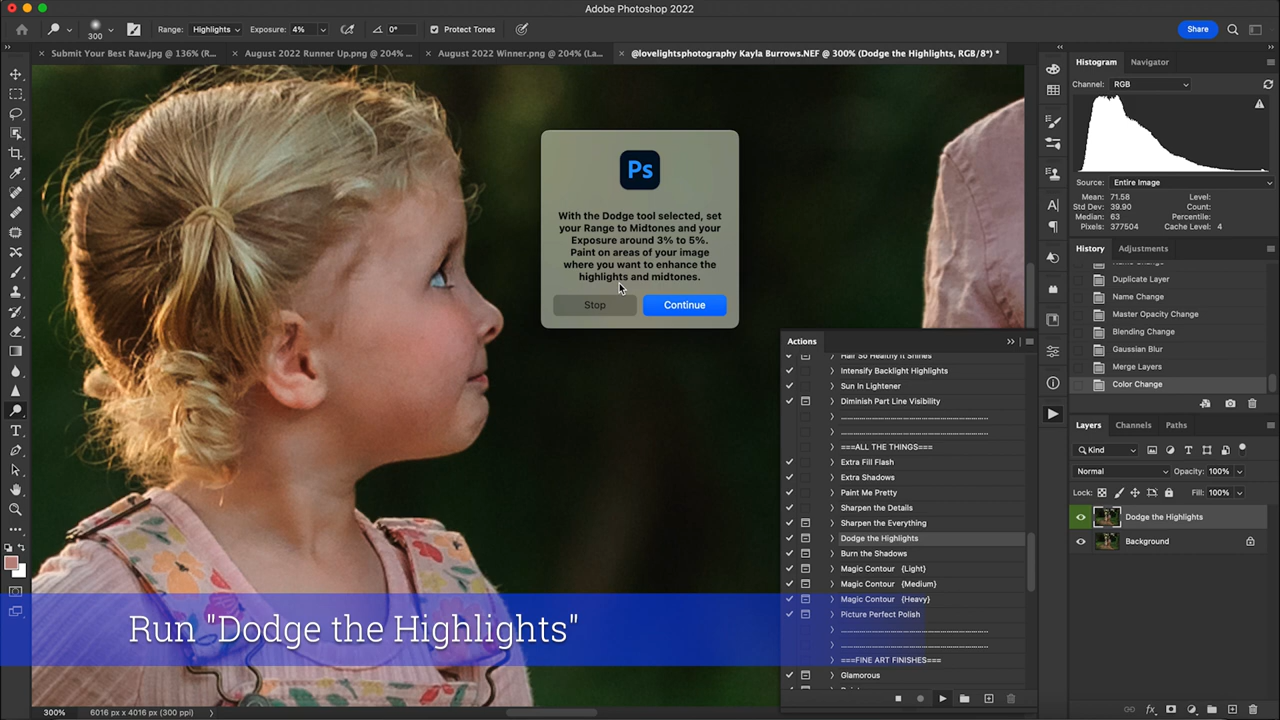 Adobe Photoshop 2022
300
Range: Highlights
Exposure: 4%
0°
Protect Tones
Share
× Submit Your Best Raw.jpg @ 136% (R...
× August 2022 Runner Up.png @ 204% ...
× August 2022 Winner.png @ 204% (La...
× @lovelightsphotography Kayla Burrows.NEF @ 300% (Dodge the Highlights, RGB/8*) *
Ps
With the Dodge tool selected, set
your Range to Midtones and your
Exposure around 3% to 5%.
Paint on areas of your image
where you want to enhance the
highlights and midtones.
Stop
Continue
Histogram
Navigator
Channel: RGB
Source: Entire Image
Mean: 71.58
Level:
Std Dev: 39.90
Count:
Median: 63
Percentile:
Pixels: 377504
Cache Level: 4
History
Adjustments
Name Change
Duplicate Layer
Name Change
Master Opacity Change
Blending Change
Gaussian Blur
Merge Layers
Color Change
Actions
Hair So Healthy It Shines
Intensify Backlight Highlights
Sun In Lightener
Diminish Part Line Visibility
===ALL THE THINGS===
Extra Fill Flash
Extra Shadows
Paint Me Pretty
Sharpen the Details
Sharpen the Everything
Dodge the Highlights
Burn the Shadows
Magic Contour {Light}
Magic Contour {Medium}
Magic Contour {Heavy}
Picture Perfect Polish
===FINE ART FINISHES===
Glamorous
Layers
Channels
Paths
Kind
Normal
Opacity: 100%
Lock:
Fill: 100%
Dodge the Highlights
Background
Run "Dodge the Highlights"
300%
6016 px x 4016 px (300 ppi)